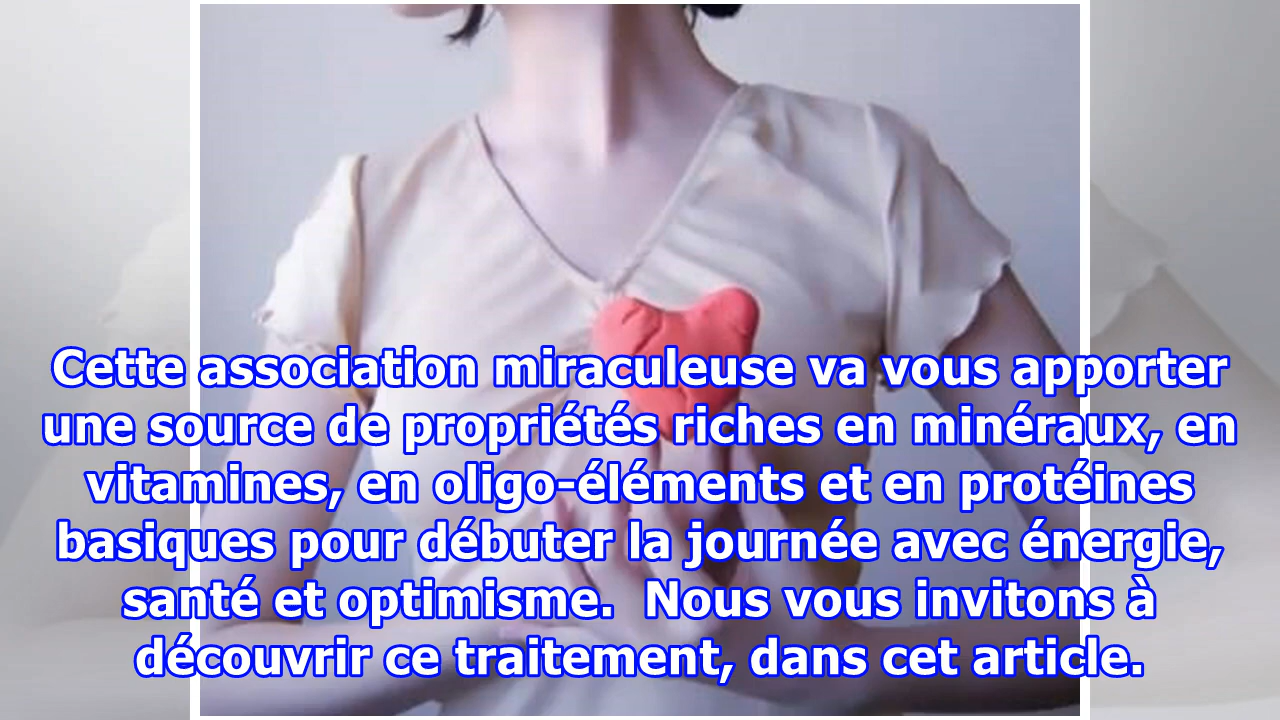 Cette association miraculeuse va vous apporter
une source de propriétés riches en minéraux, en
vitamines, en oligo-éléments et en protéines
basiques pour débuter la journée avec énergie,
santé et optimisme.  Nous vous invitons à
découvrir ce traitement, dans cet article.